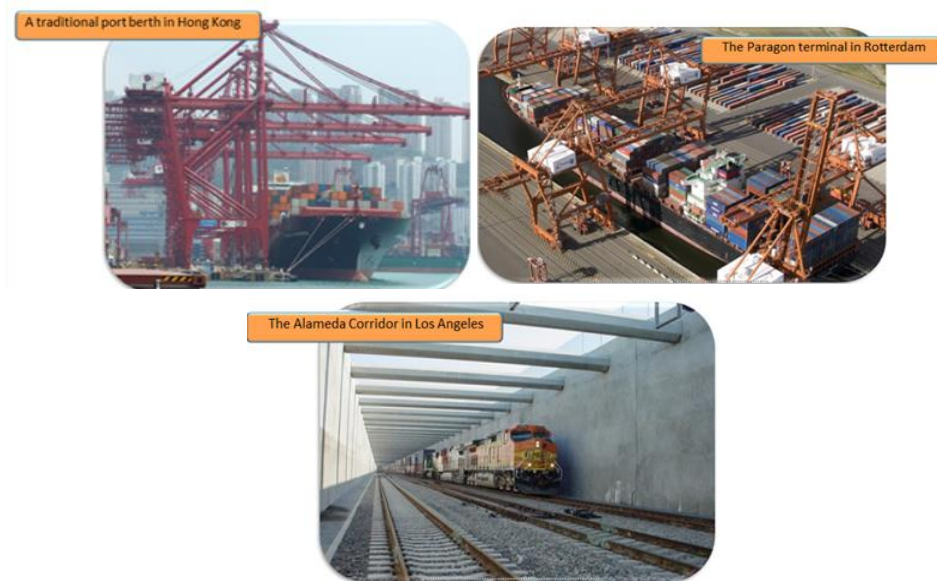 A traditional port berth in Hong Kong
The Paragon terminal in Rotterdam
The Alameda Corridor in Los Angeles